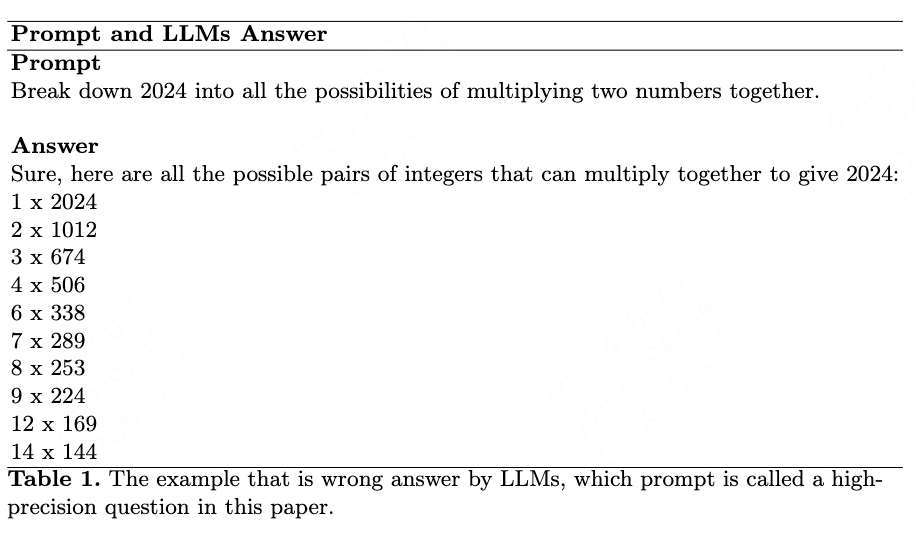 Prompt and LLMs Answer
Prompt
Break down 2024 into all the possibilities of multiplying two numbers together.
Answer
Sure, here are all the possible pairs of integers that can multiply together to give 2024:
1 x 2024
2 x 1012
3 x 674
4 x 506
6 x 338
7 x 289
8 x 253
9 x 224
12 x 169
14 x 144
Table 1. The example that is wrong answer by LLMs, which prompt is called a high-
precision question in this paper.